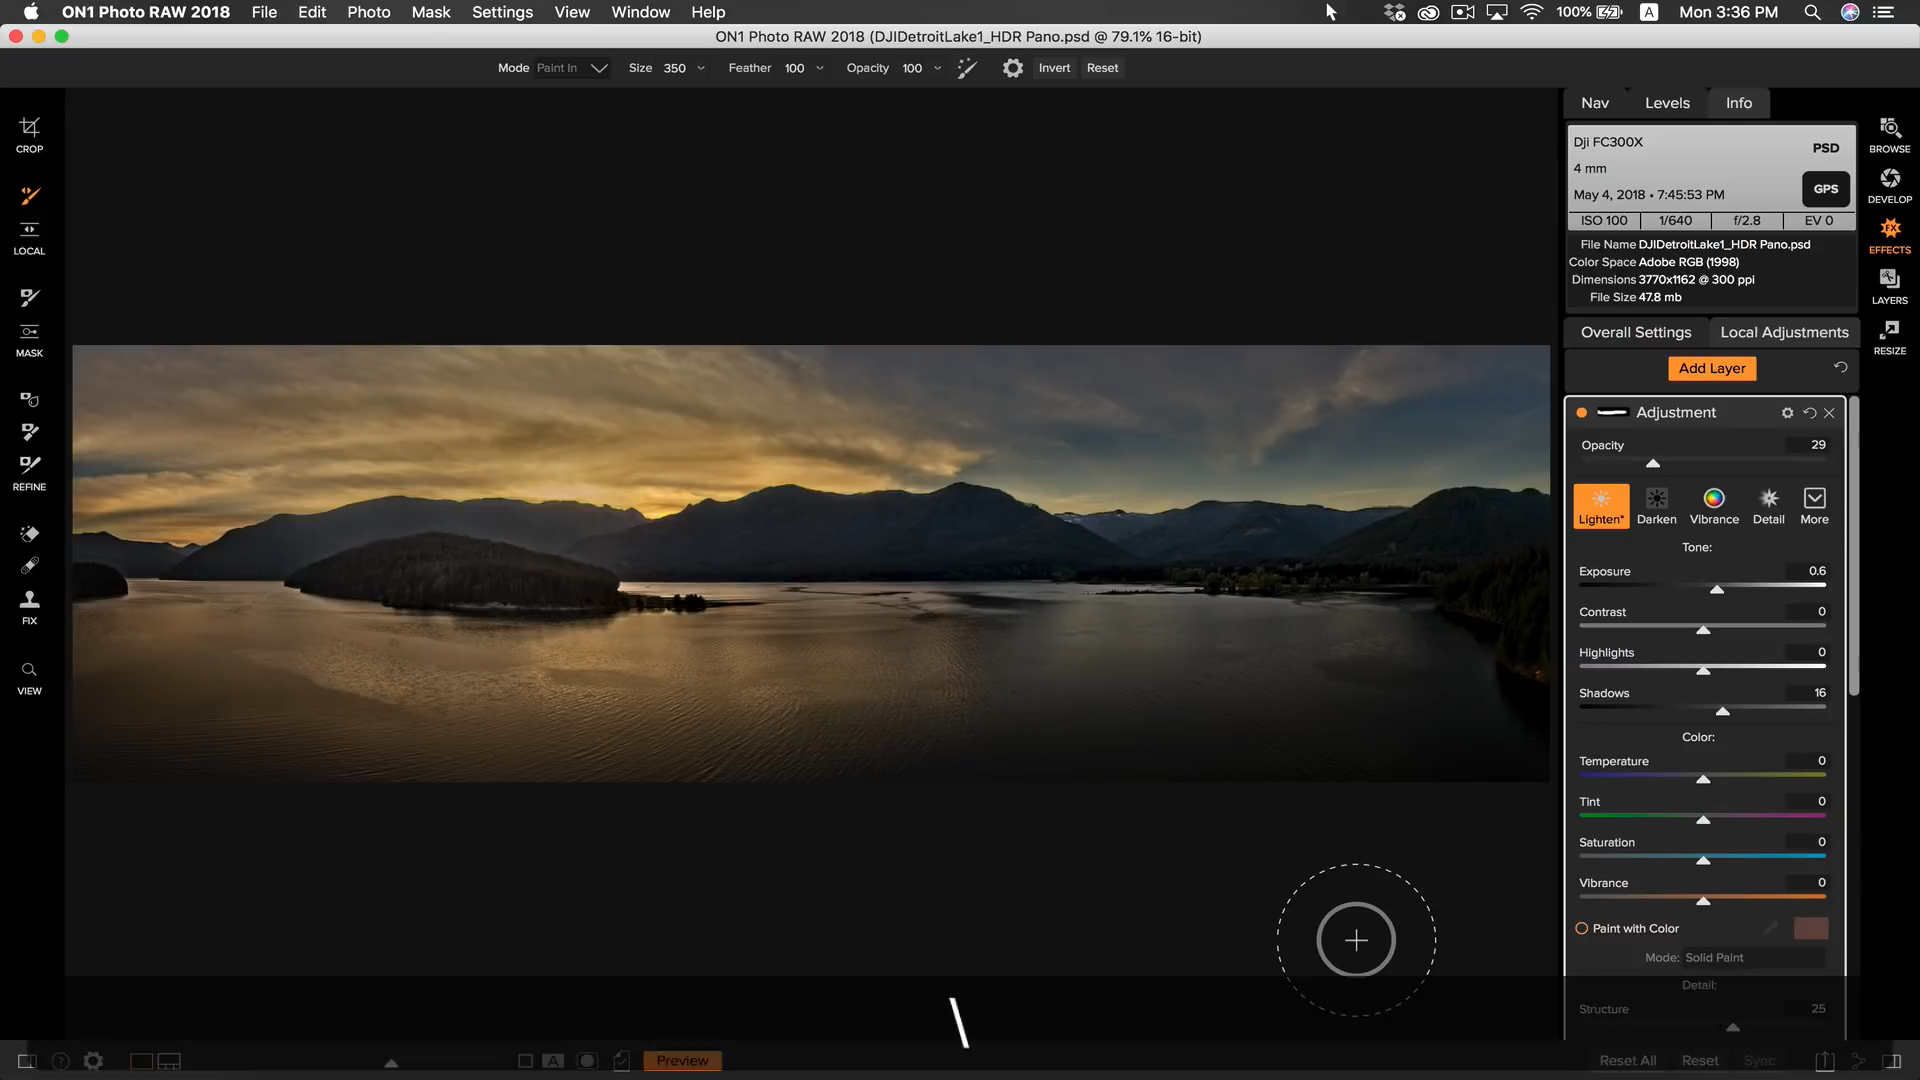 ON1 Photo RAW 2018 File Edit Photo Mask Settings View Window Help 100% A Mon 3:36 PM
ON1 Photo RAW 2018 (DJIDetroitLake1_HDR Pano.psd @ 79.1% 16-bit)
Mode Paint In Size 350 Feather 100 Opacity 100 Invert Reset
CROP
LOCAL
MASK
REFINE
FIX
VIEW
Nav Levels Info
Dji FC300X
PSD
4 mm
May 4, 2018 • 7:45:53 PM
GPS
ISO 100 1/640 f/2.8 EV 0
File Name DJIDetroitLake1_HDR Pano.psd
Color Space Adobe RGB (1998)
Dimensions 3770x1162 @ 300 ppi
File Size 47.8 mb
Overall Settings Local Adjustments
Add Layer
Adjustment
Opacity 29
Lighten* Darken Vibrance Detail More
Tone:
Exposure 0.6
Contrast 0
Highlights 0
Shadows 16
Color:
Temperature 0
Tint 0
Saturation 0
Vibrance 0
Paint with Color
Mode: Solid Paint
Detail:
Structure 25
BROWSE
DEVELOP
FX
EFFECTS
LAYERS
RESIZE
\
? A Preview Reset All Reset Sync